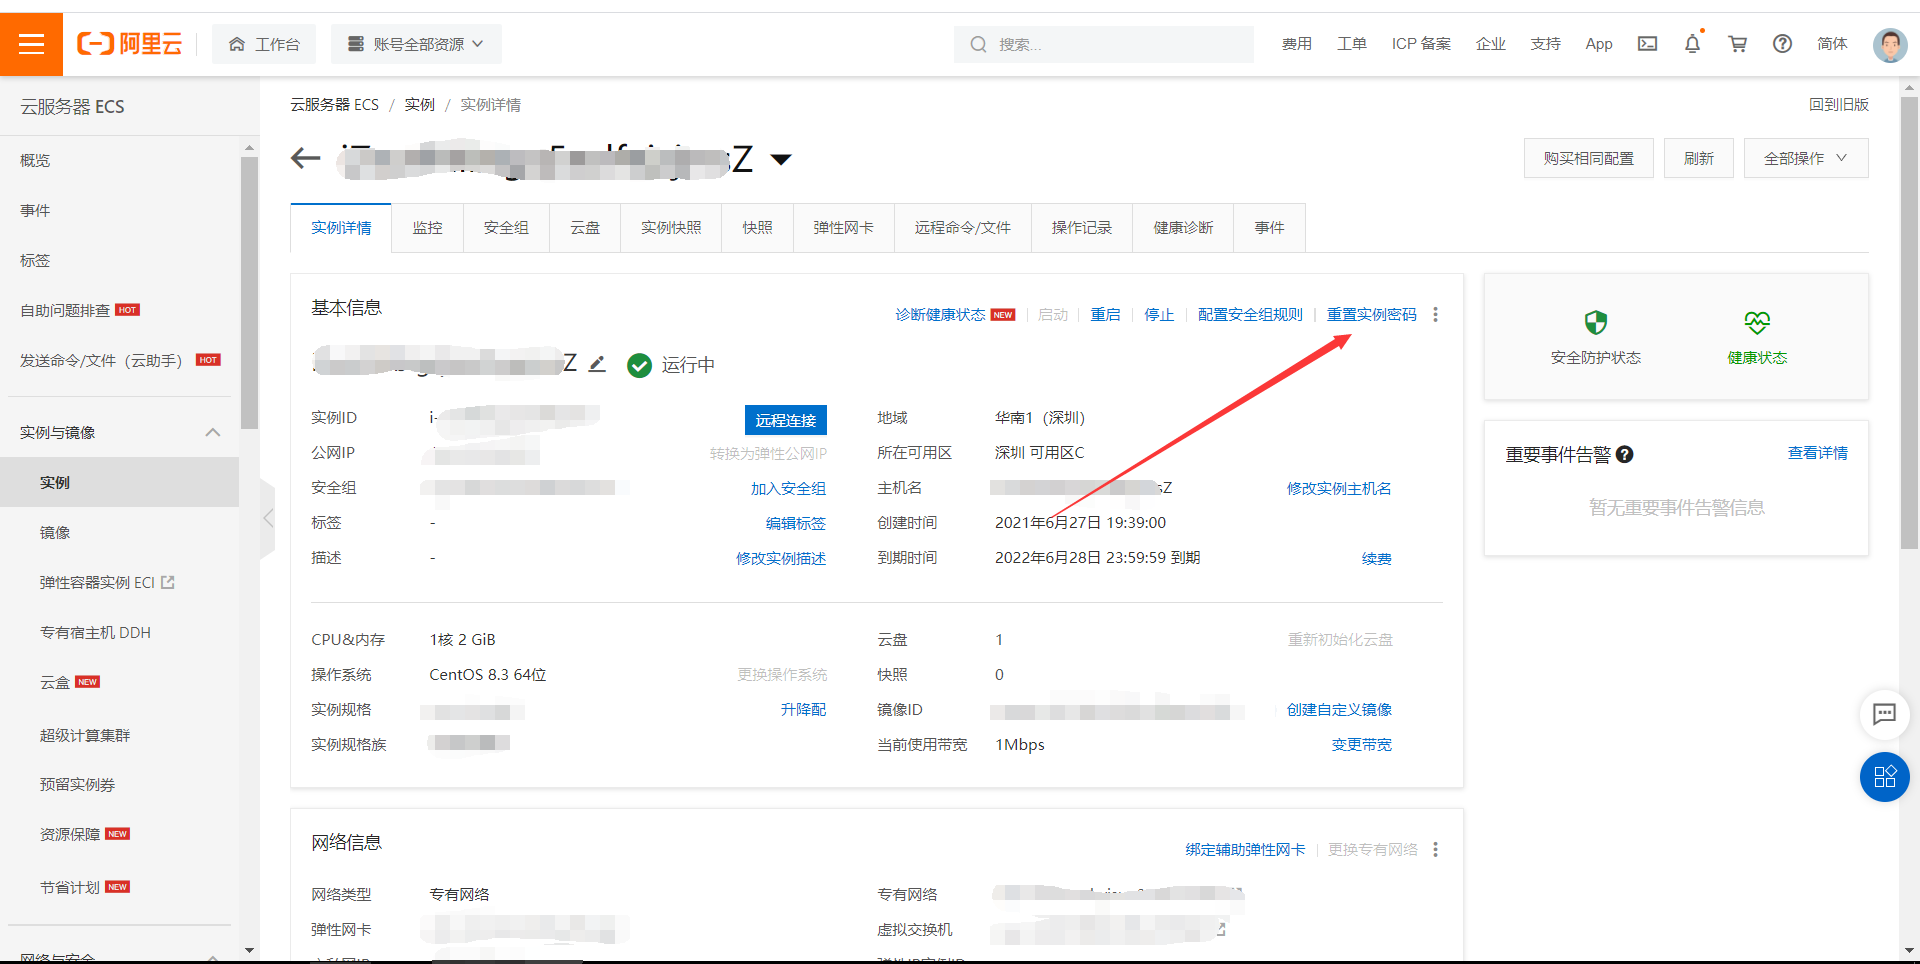 阿里云 工作台 账号全部资源 搜索... 费用 工单 ICP 备案 企业 支持 App 简体
云服务器 ECS
概览
事件
标签
自助问题排查 HOT
发送命令/文件（云助手） HOT
实例与镜像
实例
镜像
弹性容器实例 ECI
专有宿主机 DDH
云盒 NEW
超级计算集群
预留实例券
资源保障 NEW
节省计划 NEW
网络与安全
云服务器 ECS / 实例 / 实例详情 回到旧版
购买相同配置 刷新 全部操作
实例详情 监控 安全组 云盘 实例快照 快照 弹性网卡 远程命令/文件 操作记录 健康诊断 事件
基本信息 诊断健康状态 NEW 启动 重启 停止 配置安全组规则 重置实例密码
Z 运行中
实例ID i- 远程连接 地域 华南1（深圳）
公网IP 转换为弹性公网IP 所在可用区 深圳 可用区C
安全组 加入安全组 主机名 sZ 修改实例主机名
标签 - 编辑标签 创建时间 2021年6月27日 19:39:00
描述 - 修改实例描述 到期时间 2022年6月28日 23:59:59 到期 续费
CPU&内存 1核 2 GiB 云盘 1 重新初始化云盘
操作系统 CentOS 8.3 64位 更换操作系统 快照 0
实例规格 升降配 镜像ID 创建自定义镜像
实例规格族 当前使用带宽 1Mbps 变更带宽
网络信息 绑定辅助弹性网卡 更换专有网络
网络类型 专有网络 专有网络
弹性网卡 虚拟交换机
安全防护状态 健康状态
重要事件告警 查看详情
暂无重要事件告警信息